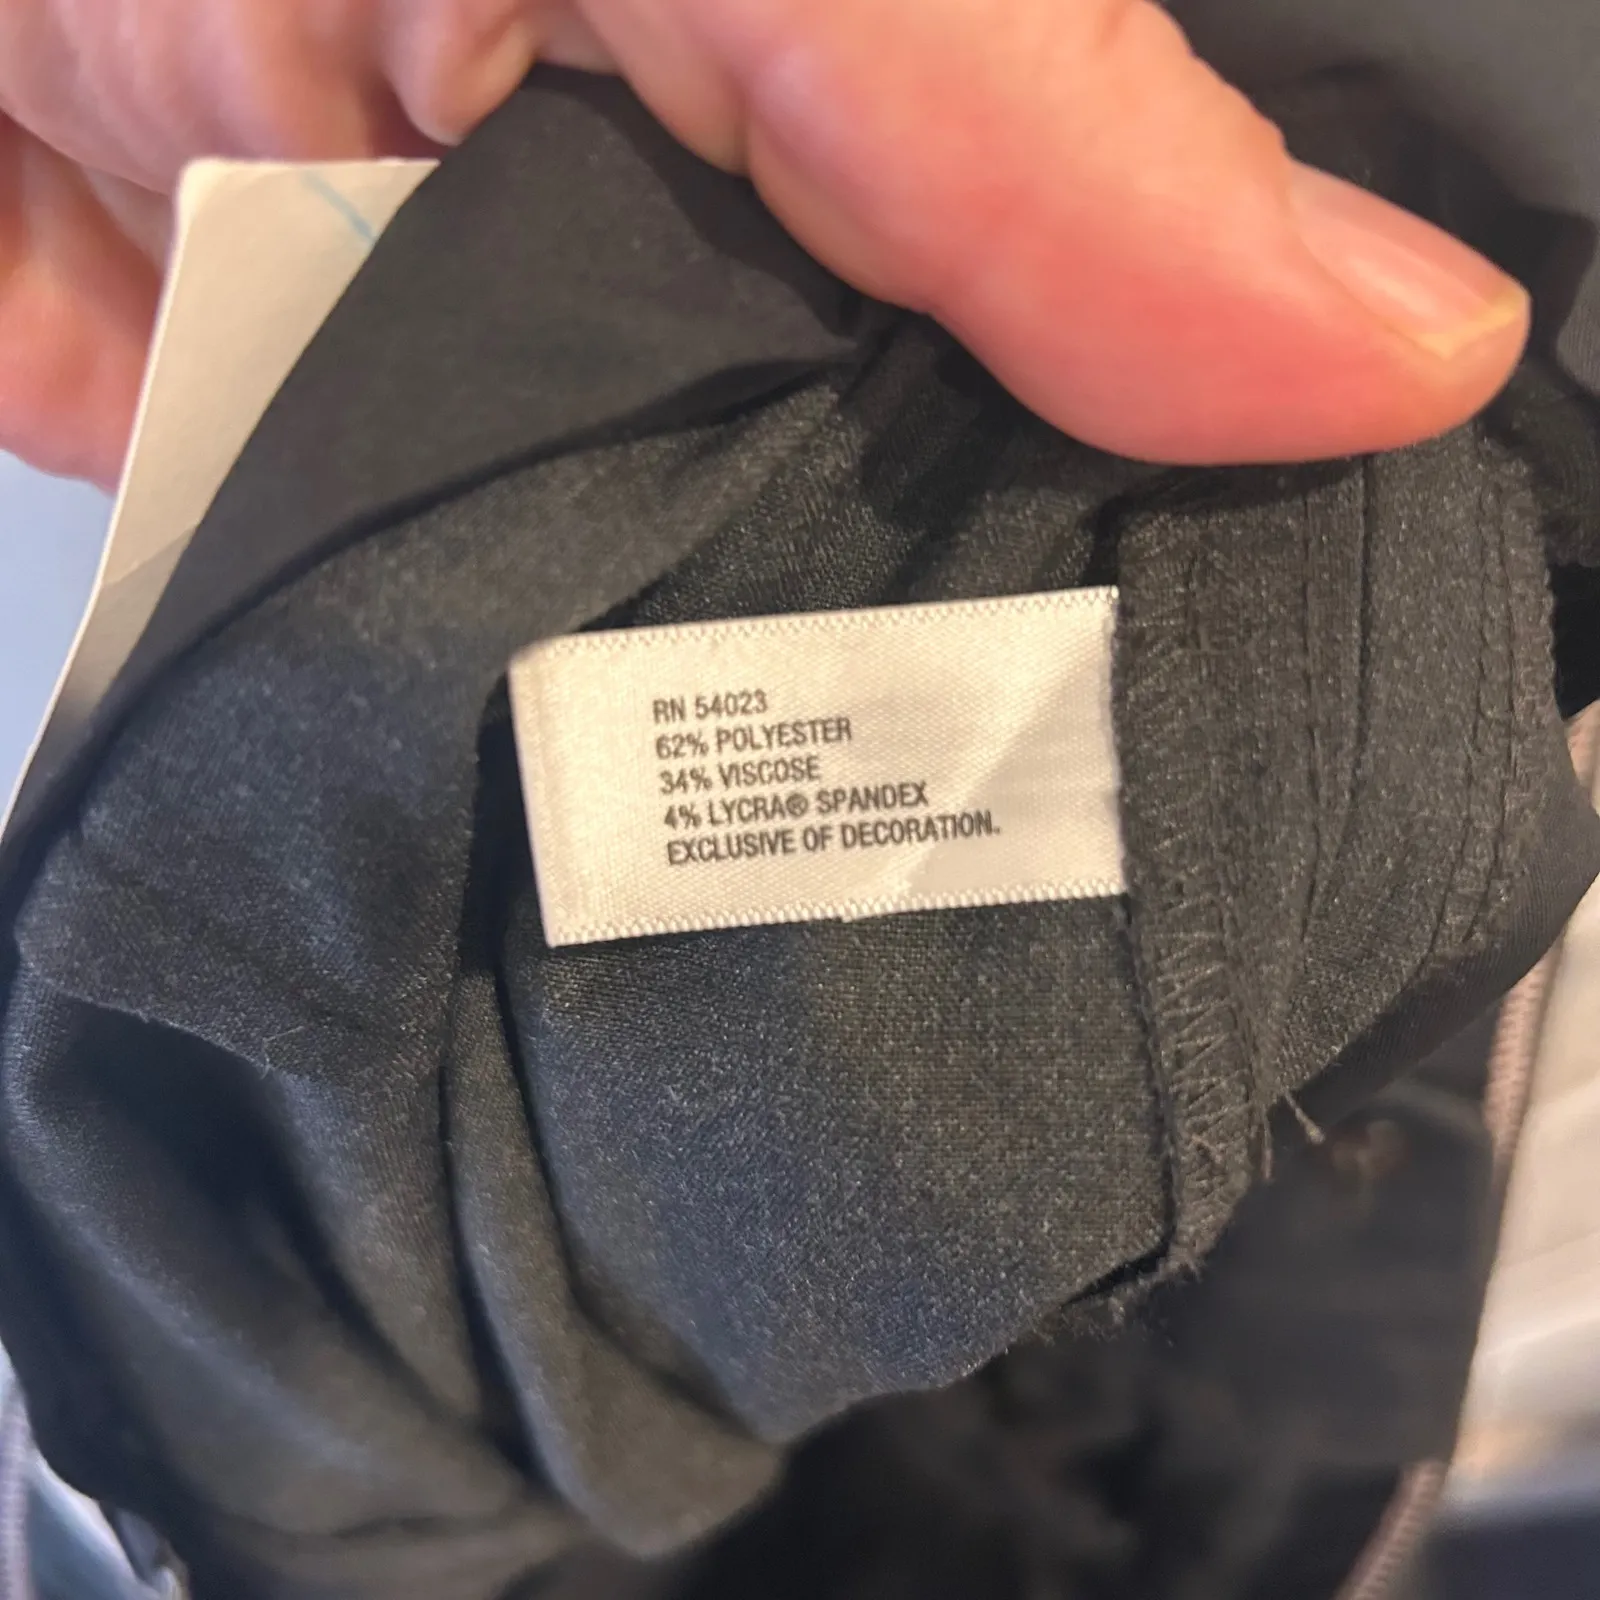 RN 54023
62% POLYESTER
34% VISCOSE
4% LYCRA® SPANDEX
EXCLUSIVE OF DECORATION.